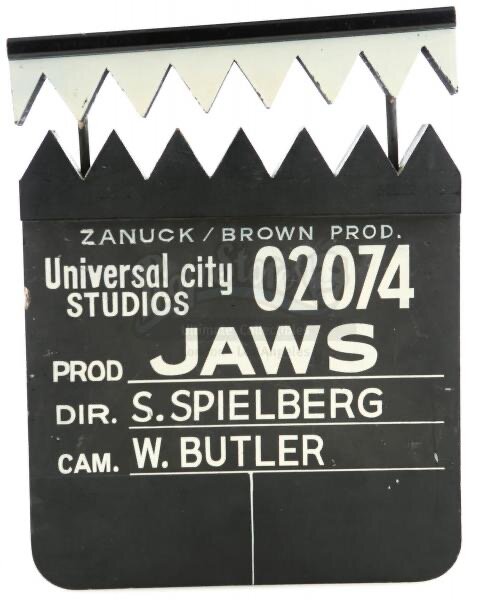 ZANUCK / BROWN PROD.
Universal city STUDIOS 02074
PROD JAWS
DIR. S. SPIELBERG
CAM. W. BUTLER